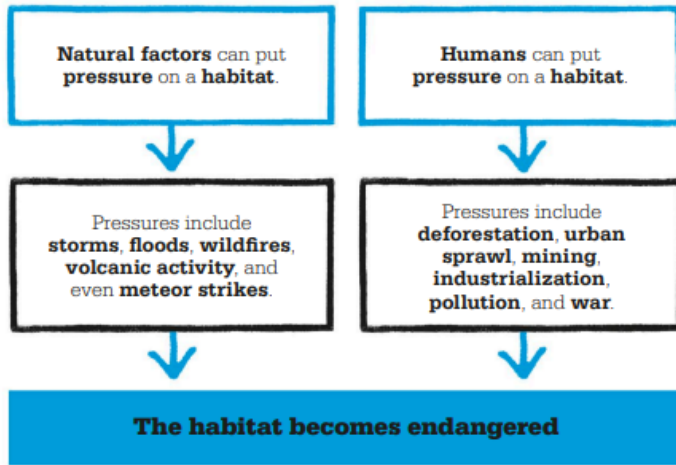 Natural factors can put
pressure on a habitat.
Humans can put
pressure on a habitat.
Pressures include
storms, floods, wildfires,
volcanic activity, and
even meteor strikes.
Pressures include
deforestation, urban
sprawl, mining,
industrialization,
pollution, and war.
The habitat becomes endangered